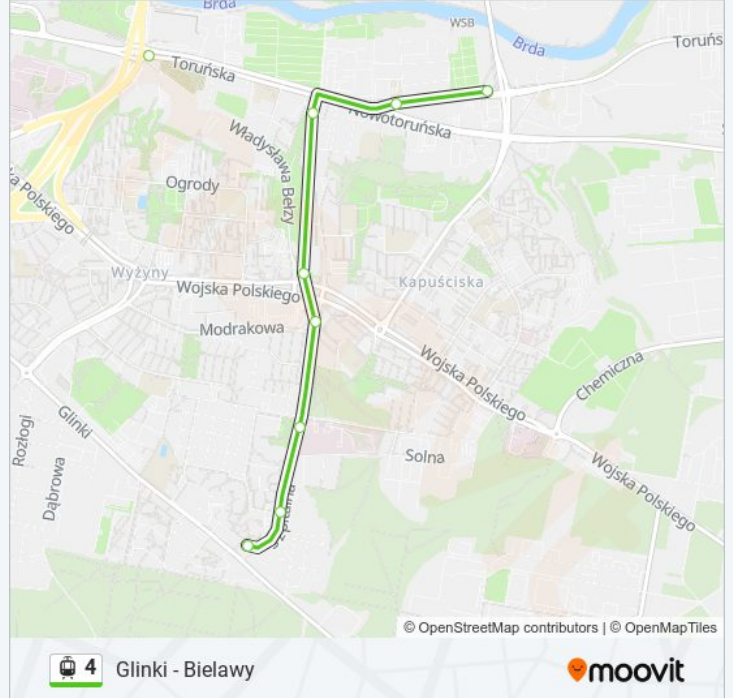 Brda
WSB
Brda
Toruńs
Toruńska
Nowotoruńska
Władysława Bełzy
a Polskiego
Ogrody
Wyżyny
Kapuściska
Wojska Polskiego
Modrakowa
Wojska Polskiego
Chemiczna
Glinki
Rozłogi
Solna
Dąbrowa
Wojska Polskiego
© OpenStreetMap contributors | © OpenMapTiles
4 Glinki - Bielawy
moovit